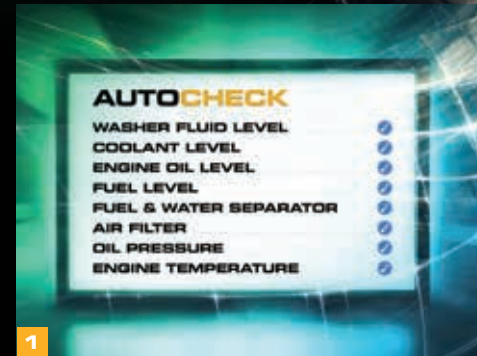 AUTOCHECK
WASHER FLUID LEVEL
COOLANT LEVEL
ENGINE OIL LEVEL
FUEL LEVEL
FUEL & WATER SEPARATOR
AIR FILTER
OIL PRESSURE
ENGINE TEMPERATURE
1